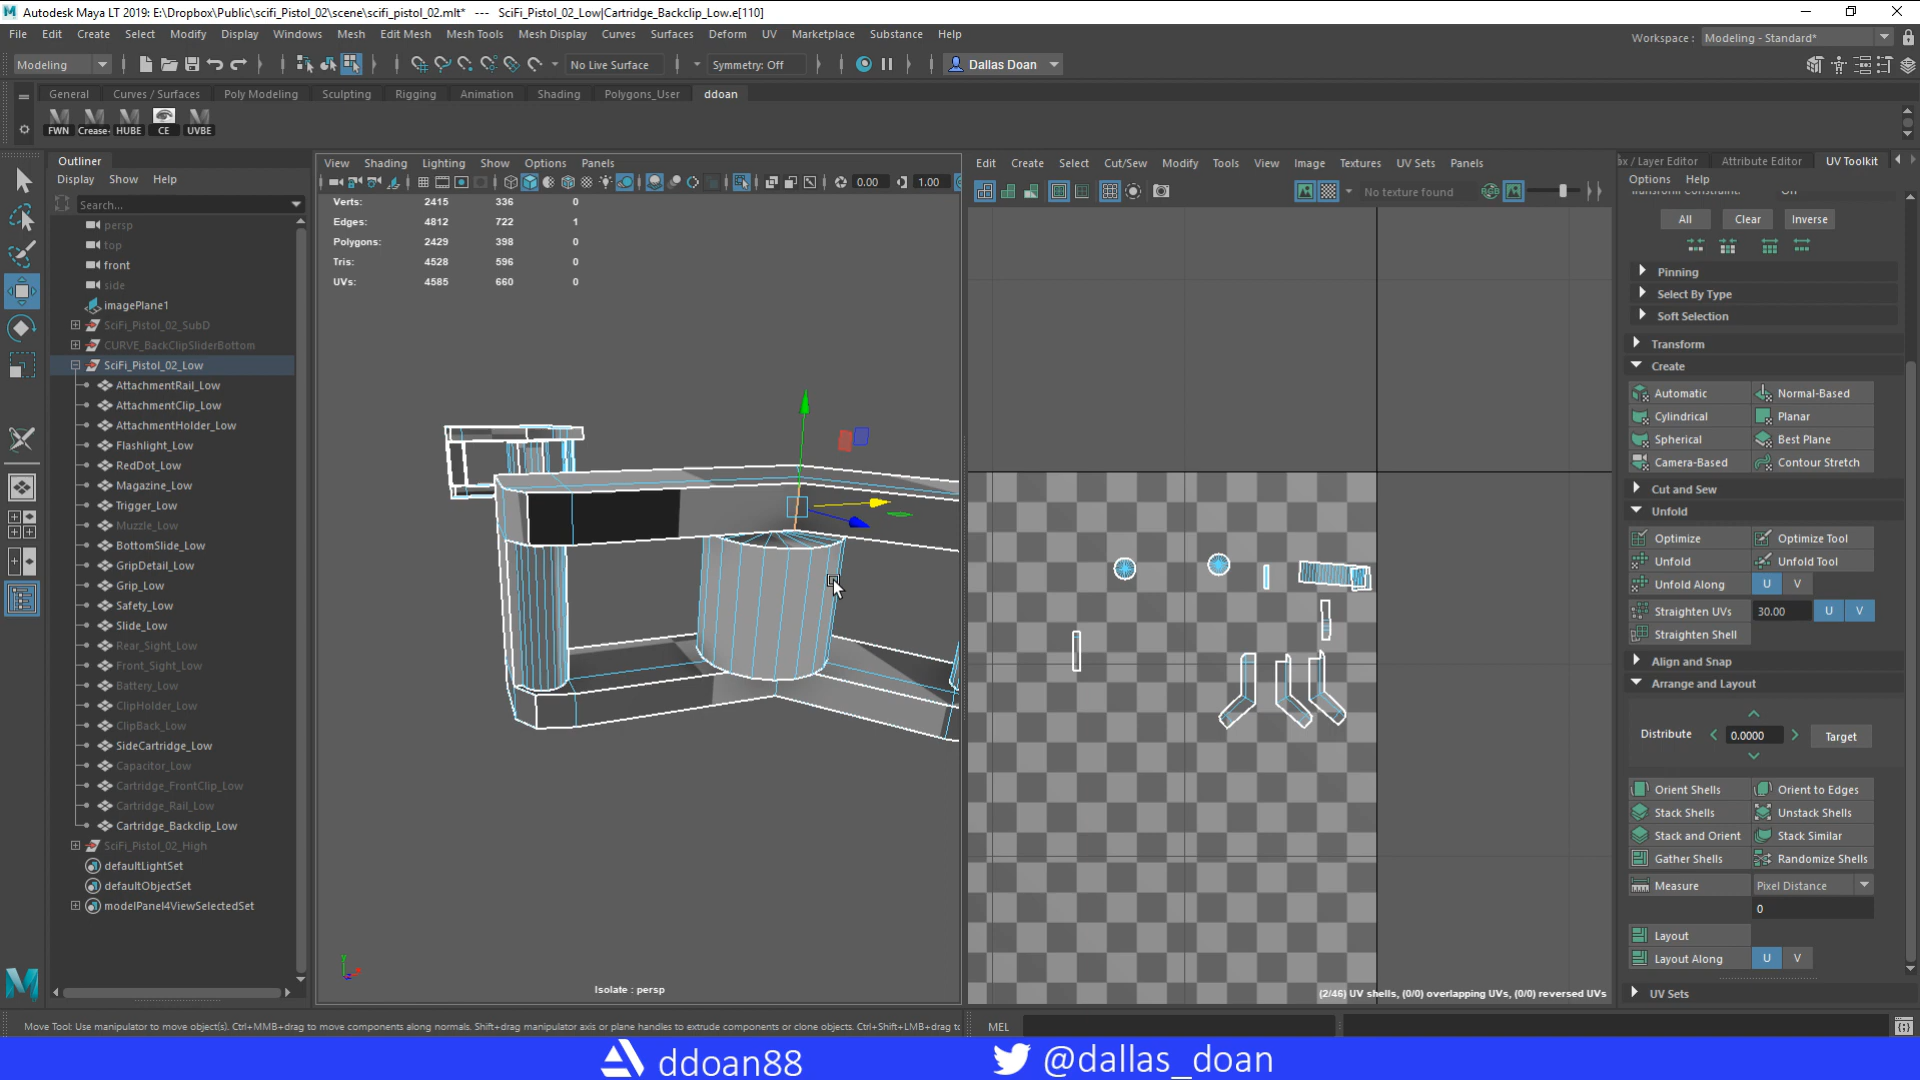 Autodesk Maya LT 2019: E:\Dropbox\Public\scifi_Pistol_02\scene\scifi_pistol_02.mlt* --- SciFi_Pistol_02_Low|Cartridge_Backclip_Low.e[110]
File Edit Create Select Modify Display Windows Mesh Edit Mesh Mesh Tools Mesh Display Curves Surfaces Deform UV Marketplace Substance Help
Workspace : Modeling - Standard*
Modeling No Live Surface Symmetry: Off Dallas Doan
General Curves / Surfaces Poly Modeling Sculpting Rigging Animation Shading Polygons_User ddoan
FWN Crease+ HUBE CE UVBE
Outliner
Display Show Help
Search...
persp
top
front
side
imagePlane1
SciFi_Pistol_02_SubD
CURVE_BackClipSliderBottom
SciFi_Pistol_02_Low
AttachmentRail_Low
AttachmentClip_Low
AttachmentHolder_Low
Flashlight_Low
RedDot_Low
Magazine_Low
Trigger_Low
Muzzle_Low
BottomSlide_Low
GripDetail_Low
Grip_Low
Safety_Low
Slide_Low
Rear_Sight_Low
Front_Sight_Low
Battery_Low
ClipHolder_Low
ClipBack_Low
SideCartridge_Low
Capacitor_Low
Cartridge_FrontClip_Low
Cartridge_Rail_Low
Cartridge_Backclip_Low
SciFi_Pistol_02_High
defaultLightSet
defaultObjectSet
modelPanel4ViewSelectedSet
View Shading Lighting Show Options Panels
0.00 1.00
Verts: 2415 336 0
Edges: 4812 722 1
Polygons: 2429 398 0
Tris: 4528 596 0
UVs: 4585 660 0
Isolate : persp
Edit Create Select Cut/Sew Modify Tools View Image Textures UV Sets Panels
No texture found
(2/46) UV shells, (0/0) overlapping UVs, (0/0) reversed UVs
x / Layer Editor Attribute Editor UV Toolkit
Options Help
All Clear Inverse
Pinning
Select By Type
Soft Selection
Transform
Create
Automatic Normal-Based
Cylindrical Planar
Spherical Best Plane
Camera-Based Contour Stretch
Cut and Sew
Unfold
Optimize Optimize Tool
Unfold Unfold Tool
Unfold Along U V
Straighten UVs 30.00 U V
Straighten Shell
Align and Snap
Arrange and Layout
Distribute 0.0000 Target
Orient Shells Orient to Edges
Stack Shells Unstack Shells
Stack and Orient Stack Similar
Gather Shells Randomize Shells
Measure Pixel Distance
0
Layout
Layout Along U V
UV Sets
Move Tool: Use manipulator to move object(s). Ctrl+MMB+drag to move components along normals. Shift+drag manipulator axis or plane handles to extrude components or clone objects. Ctrl+Shift+LMB+drag to
MEL
ddoan88 @dallas_doan